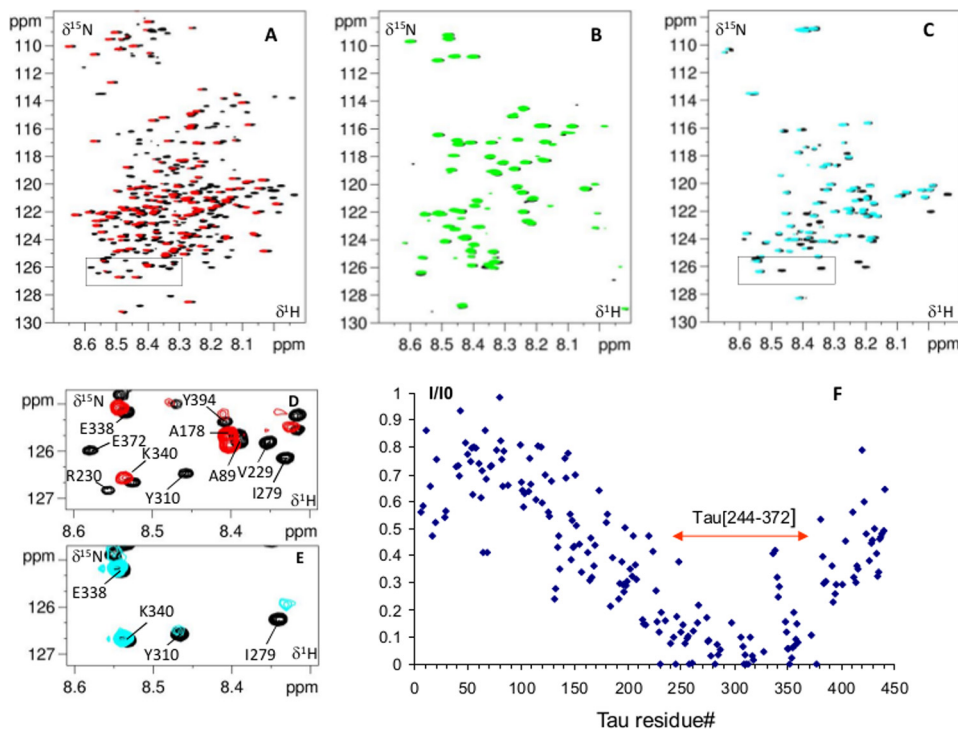 ppm
δ¹⁵N
A
110
112
114
116
118
120
122
124
126
128
130
δ¹H
8.6 8.5 8.4 8.3 8.2 8.1 ppm
ppm
δ¹⁵N
B
110
112
114
116
118
120
122
124
126
128
δ¹H
8.6 8.5 8.4 8.3 8.2 8.1 ppm
ppm
δ¹⁵N
C
110
112
114
116
118
120
122
124
126
128
130
δ¹H
8.6 8.5 8.4 8.3 8.2 8.1 ppm
ppm
δ¹⁵N
D
Y394
E338
E372
A178
126
K340
R230
A89
V229
Y310
I279
127
δ¹H
8.6 8.5 8.4 ppm
ppm
δ¹⁵N
E
E338
126
K340
Y310
I279
127
δ¹H
8.6 8.5 8.4 ppm
I/I0
F
1
0.9
0.8
0.7
0.6
0.5
0.4
0.3
0.2
0.1
0
Tau[244-372]
0 50 100 150 200 250 300 350 400 450
Tau residue#